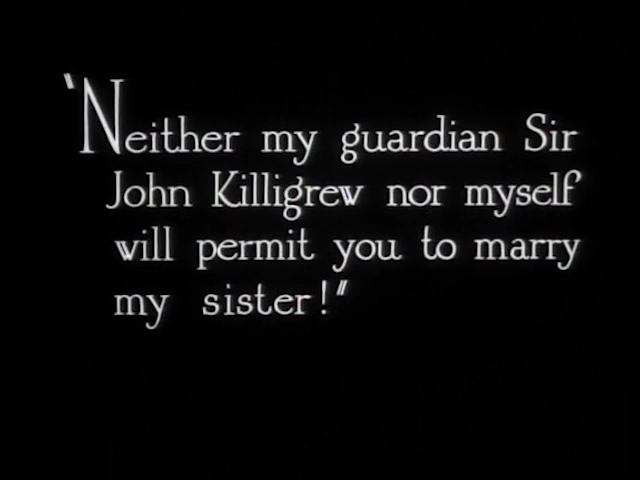 "Neither my guardian Sir
John Killigrew nor myself
will permit you to marry
my sister!"